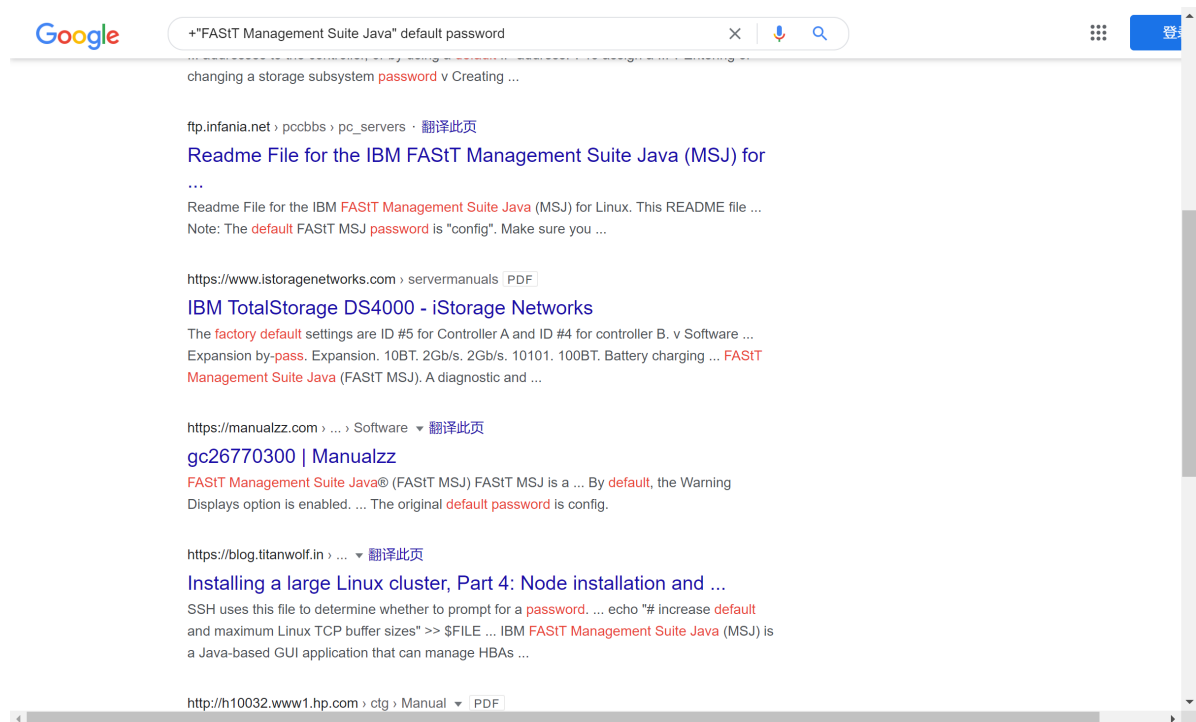 Google
+"FAStT Management Suite Java" default password
changing a storage subsystem password v Creating ...
ftp.infania.net › pccbbs › pc_servers · 翻译此页
Readme File for the IBM FAStT Management Suite Java (MSJ) for
...
Readme File for the IBM FAStT Management Suite Java (MSJ) for Linux. This README file ...
Note: The default FAStT MSJ password is "config". Make sure you ...
https://www.istoragenetworks.com › servermanuals PDF
IBM TotalStorage DS4000 - iStorage Networks
The factory default settings are ID #5 for Controller A and ID #4 for controller B. v Software ...
Expansion by-pass. Expansion. 10BT. 2Gb/s. 2Gb/s. 10101. 100BT. Battery charging ... FAStT
Management Suite Java (FAStT MSJ). A diagnostic and ...
https://manualzz.com › ... › Software 翻译此页
gc26770300 | Manualzz
FAStT Management Suite Java® (FAStT MSJ) FAStT MSJ is a ... By default, the Warning
Displays option is enabled. ... The original default password is config.
https://blog.titanwolf.in › ... 翻译此页
Installing a large Linux cluster, Part 4: Node installation and ...
SSH uses this file to determine whether to prompt for a password. ... echo "# increase default
and maximum Linux TCP buffer sizes" >> $FILE ... IBM FAStT Management Suite Java (MSJ) is
a Java-based GUI application that can manage HBAs ...
http://h10032.www1.hp.com › ctg › Manual PDF